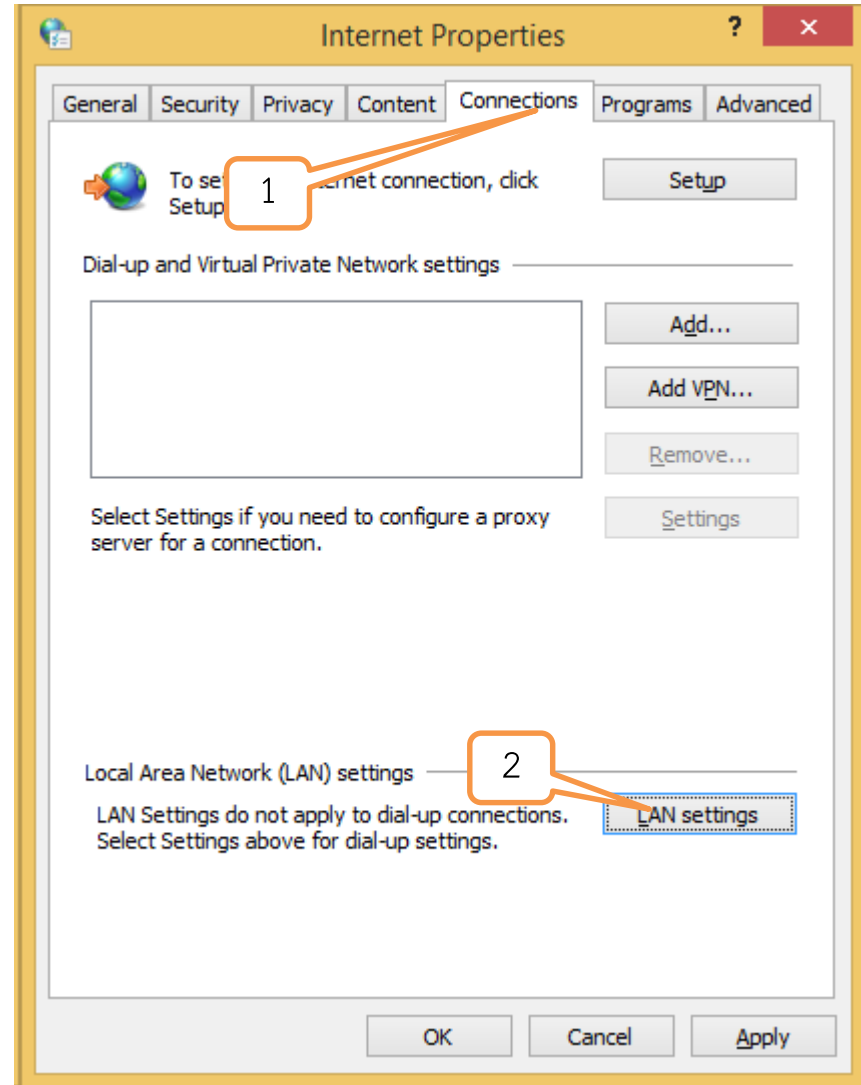 Internet Properties
?
×
General Security Privacy Content Connections Programs Advanced
To set net connection, click
Setup
1
Setup
Dial-up and Virtual Private Network settings
Add...
Add VPN...
Remove...
Settings
Select Settings if you need to configure a proxy
server for a connection.
Local Area Network (LAN) settings
2
LAN Settings do not apply to dial-up connections.
Select Settings above for dial-up settings.
LAN settings
OK Cancel Apply